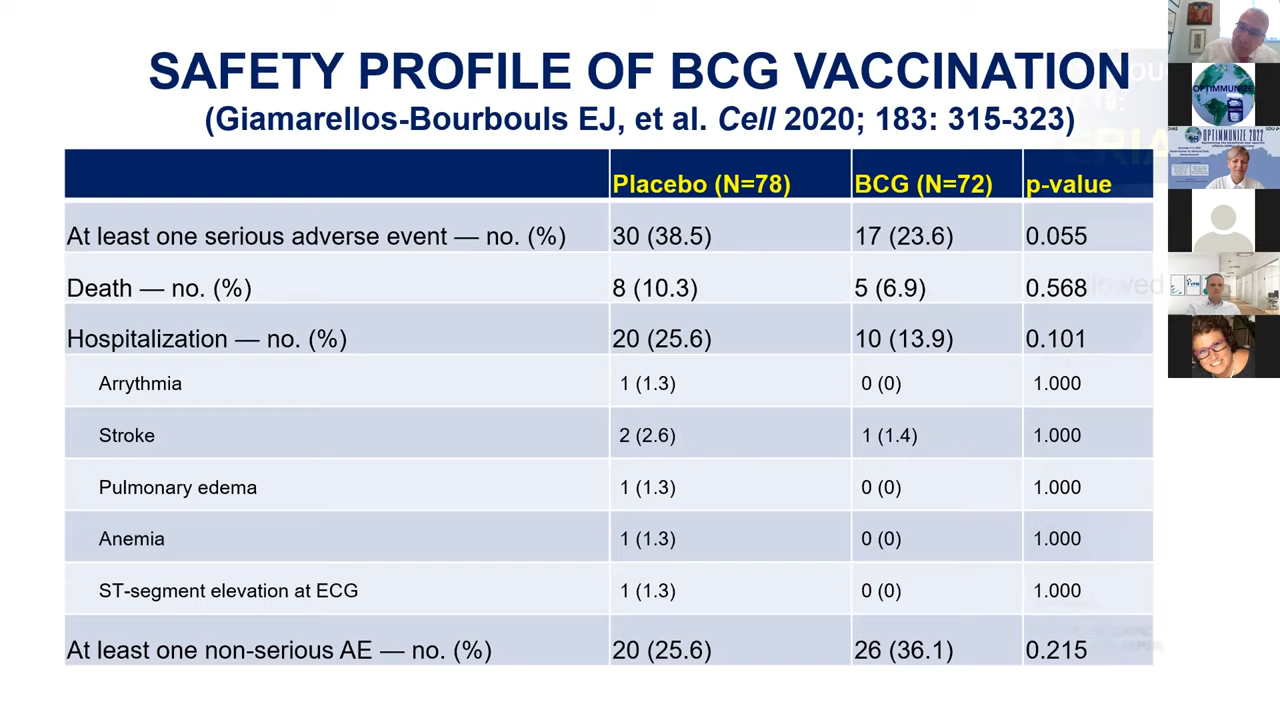 SAFETY PROFILE OF BCG VACCINATION
(Giamarellos-Bourbouls EJ, et al. Cell 2020; 183: 315-323)
Placebo (N=78) BCG (N=72) p-value
At least one serious adverse event — no. (%) 30 (38.5) 17 (23.6) 0.055
Death — no. (%) 8 (10.3) 5 (6.9) 0.568
Hospitalization — no. (%) 20 (25.6) 10 (13.9) 0.101
Arrythmia 1 (1.3) 0 (0) 1.000
Stroke 2 (2.6) 1 (1.4) 1.000
Pulmonary edema 1 (1.3) 0 (0) 1.000
Anemia 1 (1.3) 0 (0) 1.000
ST-segment elevation at ECG 1 (1.3) 0 (0) 1.000
At least one non-serious AE — no. (%) 20 (25.6) 26 (36.1) 0.215
OPTIMMUNIZE
OPTIMMUNIZE 2022